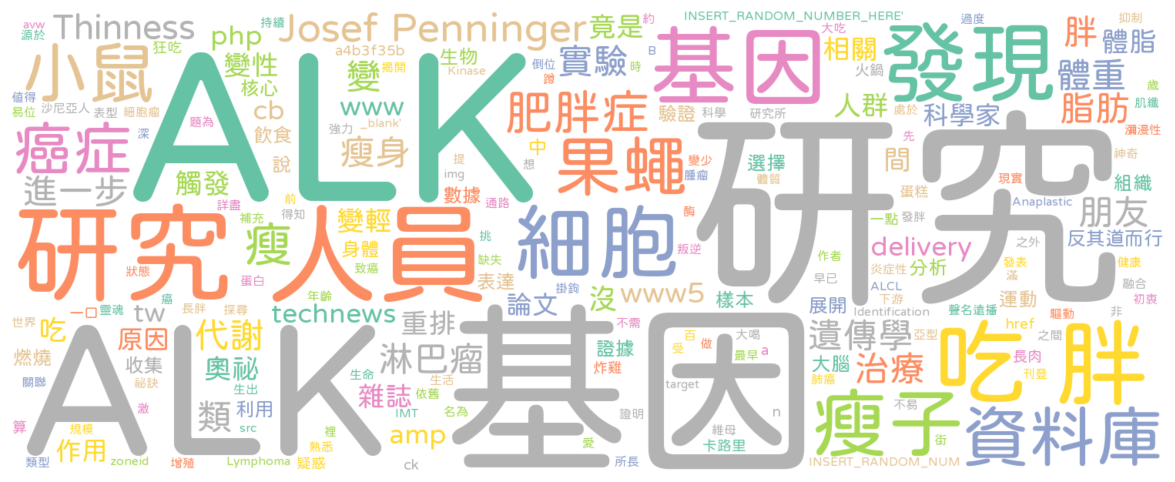 avw 持續 Thinness Josef Penninger 竟是 約 INSERT_RANDOM_NUMBER_HERE' 過度 抑制
源於 狂吃 php a4b3f35b 生物 倒位 時 B 大吃 胖 體脂
小鼠 變性 變 揭開 Kinase 實驗 基因 相關 發現
值得 核心 蹲 火鍋 體重
易位 沙尼亞人 表型 細胞瘤 cb www 肥胖症 驗證 科學 研究所 人群 處於 科學家 脂肪 歲 肌纖
ALK
癌症 深 題為 飲食 強力 _blank' 中 提 想 果蠅 變少 選擇 先 間 瀰漫性
進一步 觸發 說 瘦身 img 數據 通路 腫瘤 體質 蛋糕 現實 組織 神奇
研究人員 詳盡 前 得知 補充 瘦 變輕 挑 細胞 酶 研究 一點 發胖 Anaplastic 朋友
身體 缺失 叛逆 作者 delivery 之外 反其道而行
狀態 蛋白 致癌 表達 掛鉤 早已 炎症性 分析 發表 健康
癌 年齡 論文 沒 www5 樣本 ALCL 滿 運動 融合
一口 靈魂 長胖 探尋 technews 展開 下游 聲名遠播 初衷
世界 吃 tw 原因 代謝 重排 不需 百 大喝 遺傳學 Identification 亞型 href 驅動 非
燃燒 收集 奧祕 淋巴瘤 證據 受 做 最早 a 大腦 治療 之間 長肉 吃胖
關聯 祕訣 生出 生命 依舊 生活 炸雞 target 肺癌 刊登
ALK基因
激 類 利用 雜誌 IMT 名為 證明 n 瘦子 不易 資料庫
算 規模 src 裡 愛 維母 卡路里 街
作用 熟悉 amp
類型 zoneid 增殖 Lymphoma 疑惑 ck 所長 INSERT_RANDOM_NUM